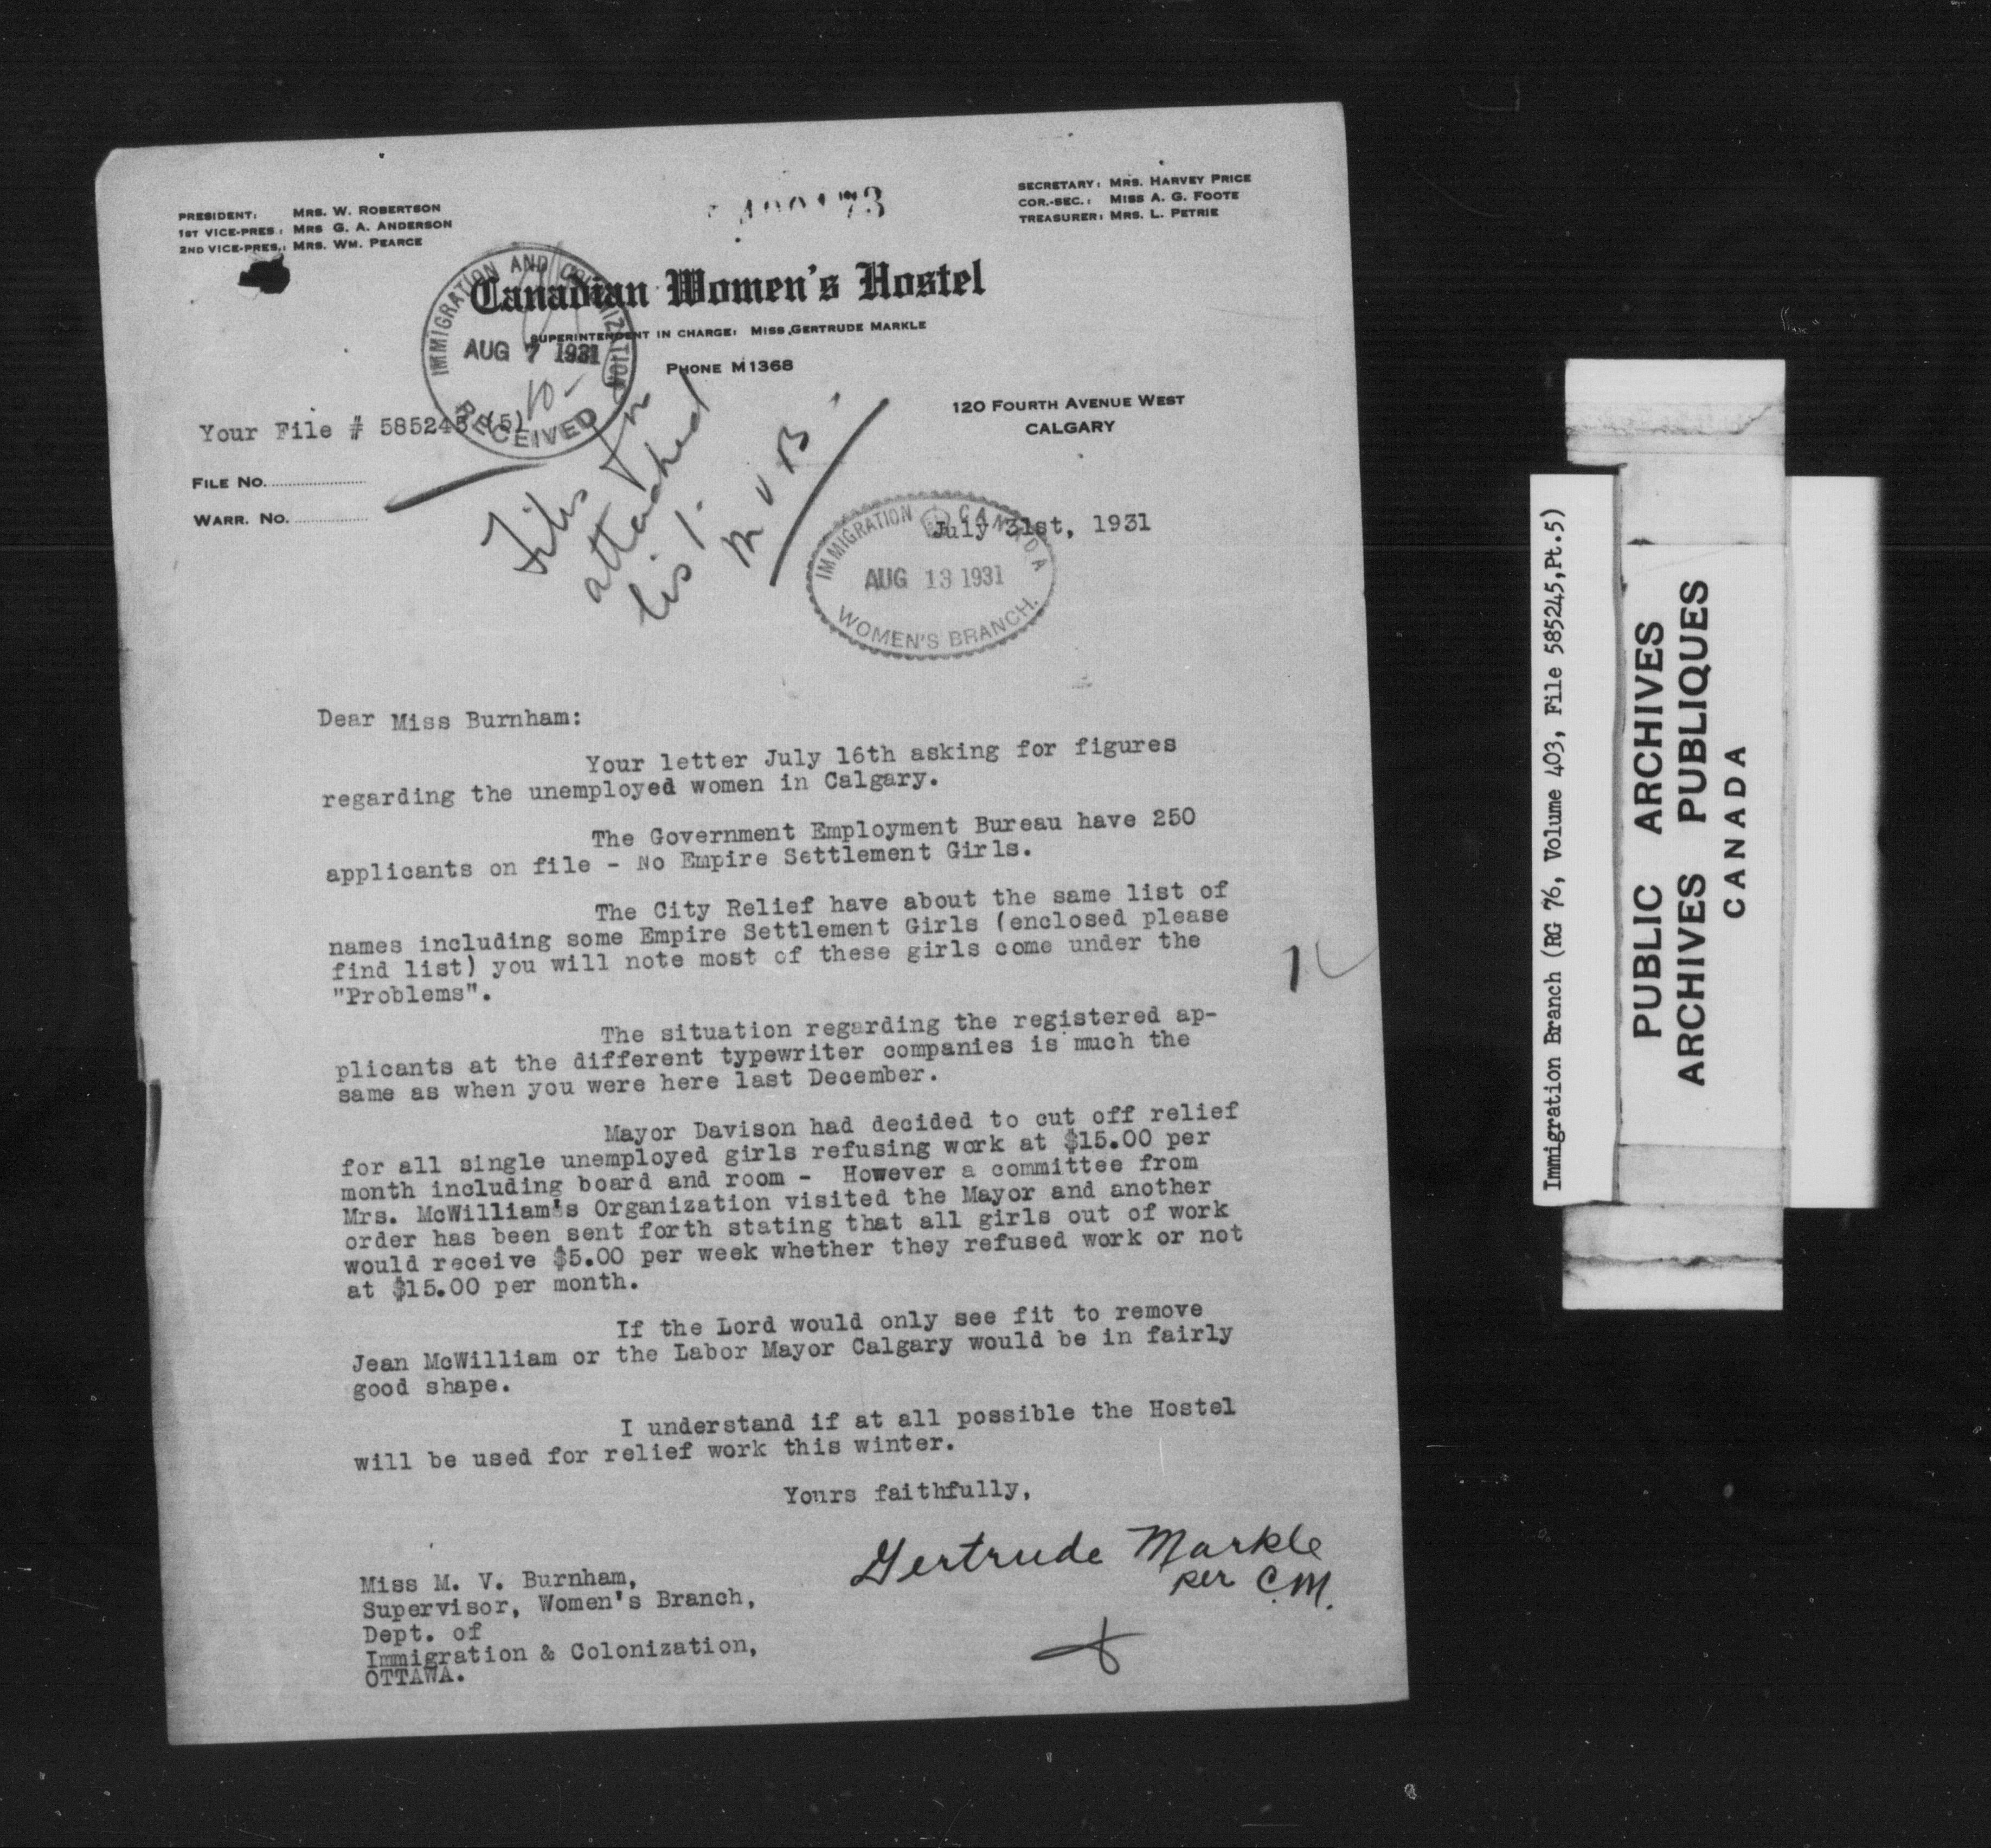 PRESIDENT: MRS. W. ROBERTSON
1ST VICE-PRES.: MRS G. A. ANDERSON
2ND VICE-PRES.: MRS. WM. PEARCE
SECRETARY: MRS. HARVEY PRICE
COR.-SEC.: MISS A. G. FOOTE
TREASURER: MRS. L. PETRIE
Canadian Women's Hostel
SUPERINTENDENT IN CHARGE: MISS GERTRUDE MARKLE
PHONE M1368
IMMIGRATION AND COLONIZATION
AUG 7 1931
RECEIVED
120 FOURTH AVENUE WEST
CALGARY
Your File # 585245 (5)
FILE NO.
WARR. NO.
Files
attached
list
M V B
July 31st, 1931
IMMIGRATION CANADA
AUG 13 1931
WOMEN'S BRANCH.
Dear Miss Burnham:
Your letter July 16th asking for figures
regarding the unemployed women in Calgary.
The Government Employment Bureau have 250
applicants on file - No Empire Settlement Girls.
The City Relief have about the same list of
names including some Empire Settlement Girls (enclosed please
find list) you will note most of these girls come under the
"Problems".
The situation regarding the registered ap-
plicants at the different typewriter companies is much the
same as when you were here last December.
Mayor Davison had decided to cut off relief
for all single unemployed girls refusing work at $15.00 per
month including board and room - However a committee from
Mrs. McWilliam's Organization visited the Mayor and another
order has been sent forth stating that all girls out of work
would receive $5.00 per week whether they refused work or not
at $15.00 per month.
If the Lord would only see fit to remove
Jean McWilliam or the Labor Mayor Calgary would be in fairly
good shape.
I understand if at all possible the Hostel
will be used for relief work this winter.
Yours faithfully,
Gertrude Markle
per C.M.
Miss M. V. Burnham,
Supervisor, Women's Branch,
Dept. of
Immigration & Colonization,
OTTAWA.
Immigration Branch (RG 76, Volume 403, File 585245,Pt.5)
PUBLIC ARCHIVES
ARCHIVES PUBLIQUES
CANADA